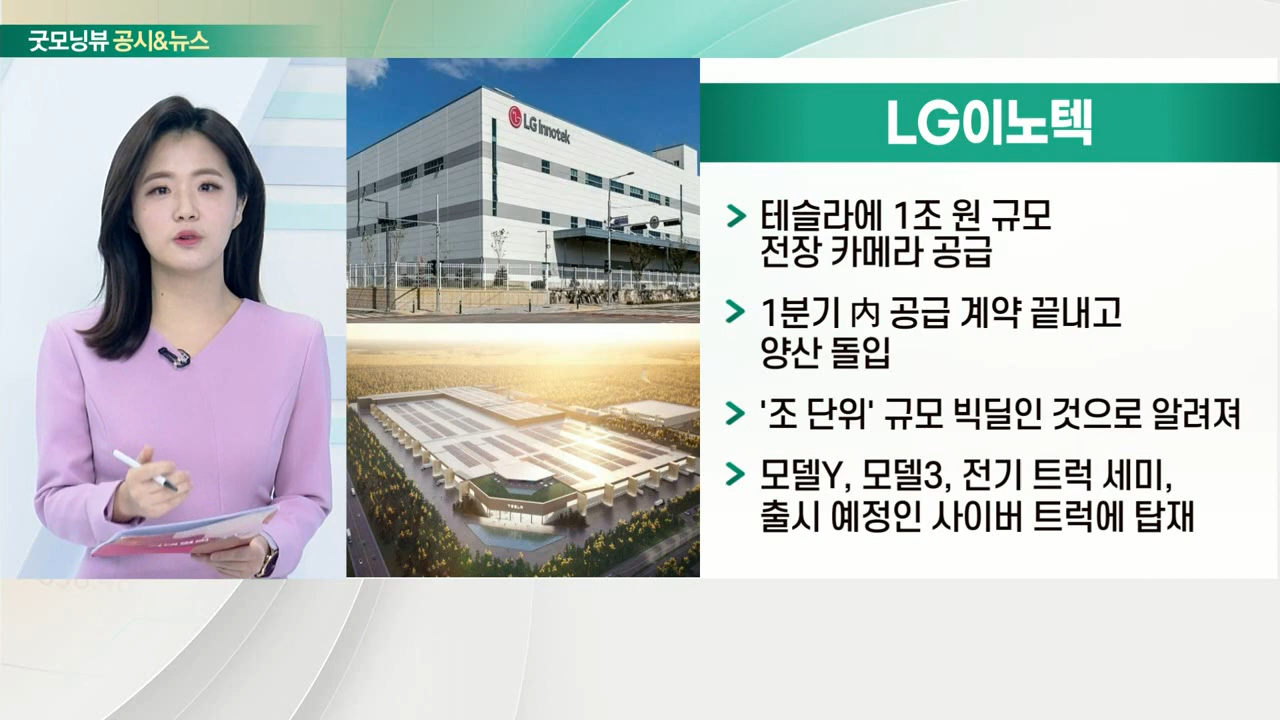 굿모닝뷰 공시&뉴스
LG Innotek
TESLA
LG이노텍
테슬라에 1조 원 규모
전장 카메라 공급
1분기 內 공급 계약 끝내고
양산 돌입
'조 단위' 규모 빅딜인 것으로 알려져
모델Y, 모델3, 전기 트럭 세미,
출시 예정인 사이버 트럭에 탑재